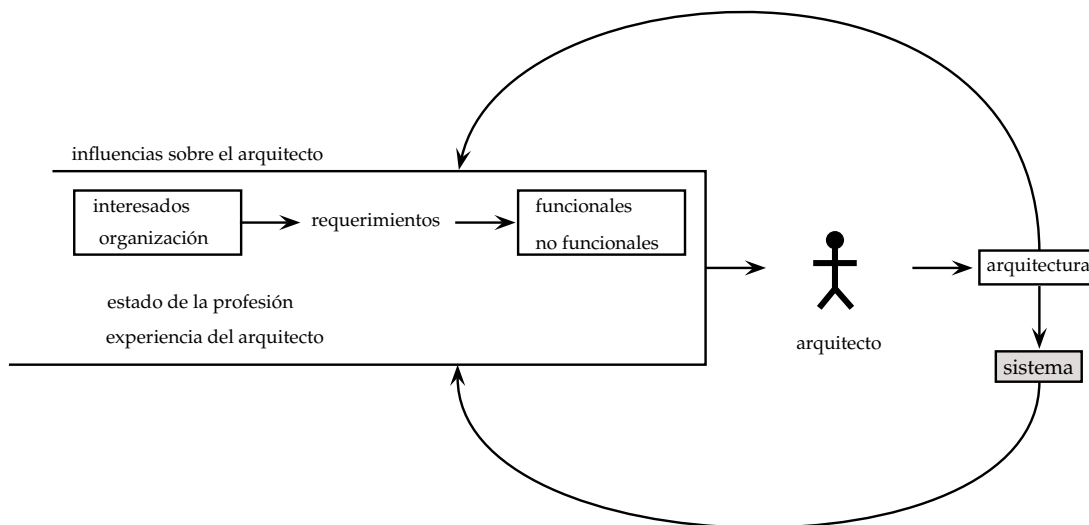 influencias sobre el arquitecto
interesados
organización
requerimientos
funcionales
no funcionales
estado de la profesión
experiencia del arquitecto
arquitecto
arquitectura
sistema